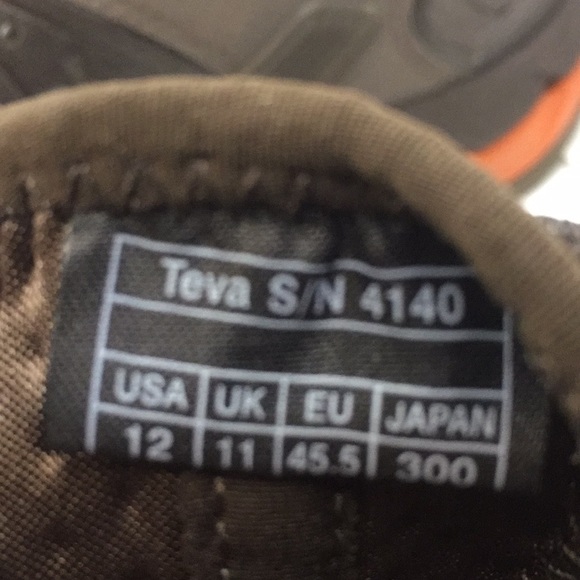 Teva S/N 4140
USA UK EU JAPAN
12 11 45.5 300